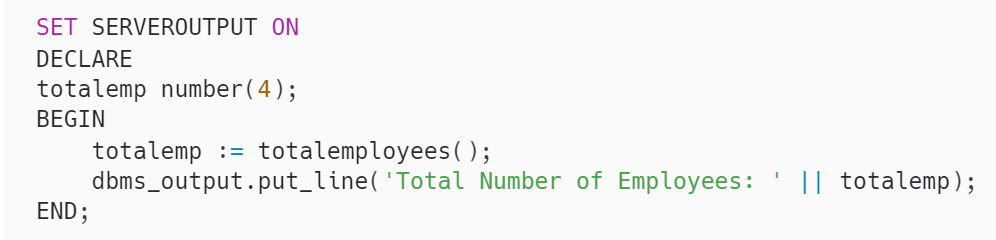 SET SERVEROUTPUT ON
DECLARE
totalemp number(4);
BEGIN
    totalemp := totalemployees();
    dbms_output.put_line('Total Number of Employees: ' || totalemp);
END;